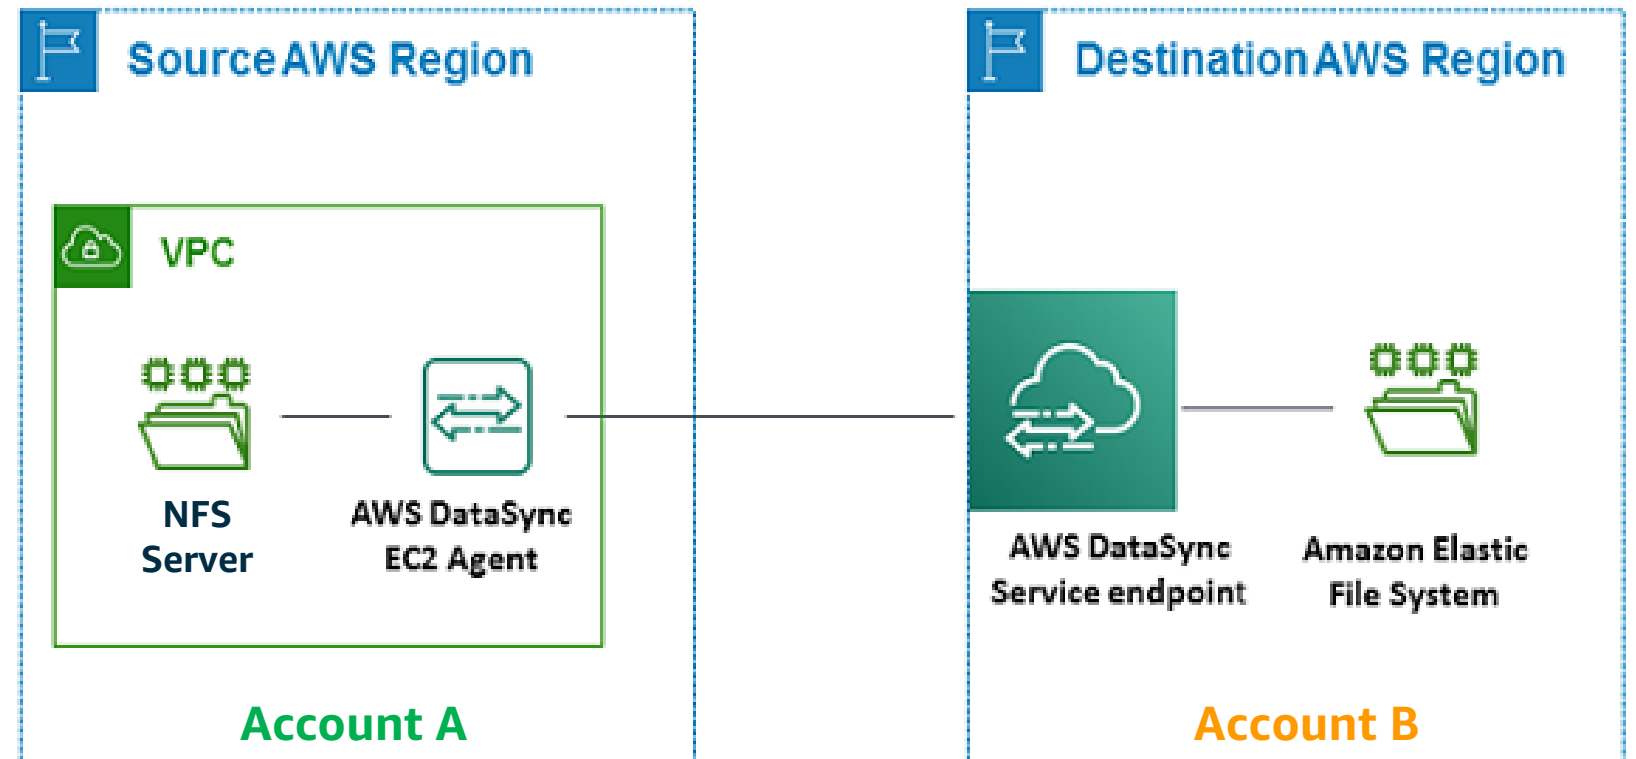 Source AWS Region
Destination AWS Region
VPC
NFS
Server
AWS DataSync
EC2 Agent
AWS DataSync
Service endpoint
Amazon Elastic
File System
Account A
Account B